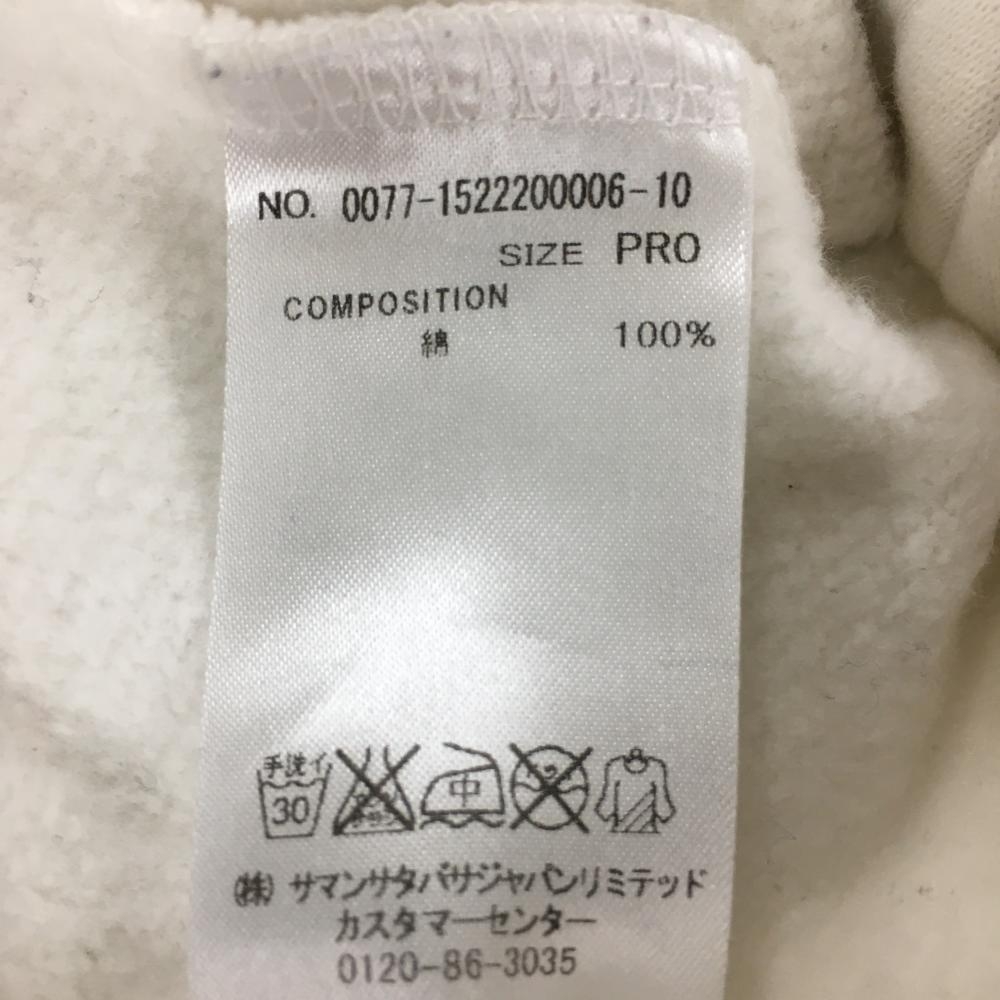 NO. 0077-1522200006-10
SIZE PRO
COMPOSITION
綿 100%
手洗イ
30
中
(株) サマンサタバサジャパンリミテッド
カスタマーセンター
0120-86-3035